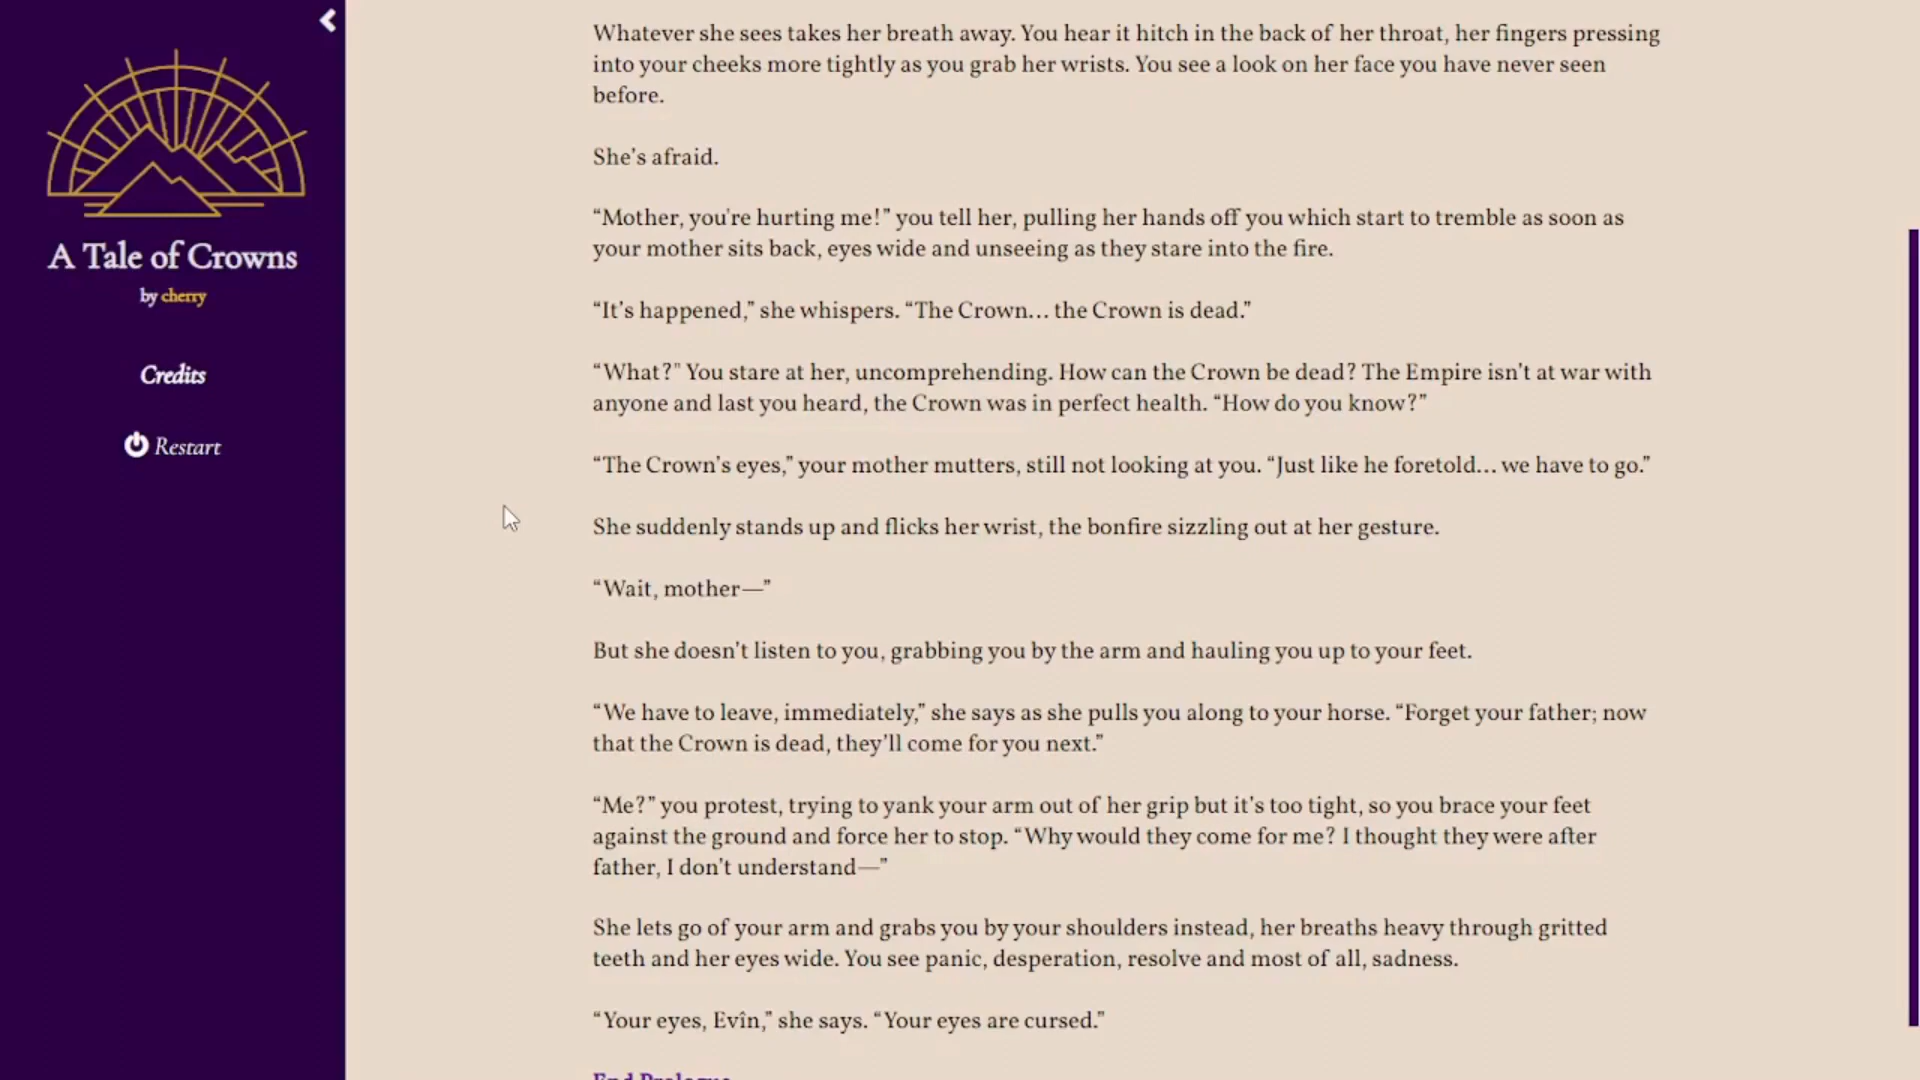 A Tale of Crowns
by cherry
Credits
Restart
Whatever she sees takes her breath away. You hear it hitch in the back of her throat, her fingers pressing
into your cheeks more tightly as you grab her wrists. You see a look on her face you have never seen
before.
She’s afraid.
“Mother, you're hurting me!” you tell her, pulling her hands off you which start to tremble as soon as
your mother sits back, eyes wide and unseeing as they stare into the fire.
“It’s happened,” she whispers. “The Crown… the Crown is dead.”
“What?" You stare at her, uncomprehending. How can the Crown be dead? The Empire isn’t at war with
anyone and last you heard, the Crown was in perfect health. “How do you know?”
“The Crown’s eyes,” your mother mutters, still not looking at you. “Just like he foretold… we have to go.”
She suddenly stands up and flicks her wrist, the bonfire sizzling out at her gesture.
“Wait, mother—”
But she doesn’t listen to you, grabbing you by the arm and hauling you up to your feet.
“We have to leave, immediately,” she says as she pulls you along to your horse. “Forget your father; now
that the Crown is dead, they’ll come for you next.”
“Me?” you protest, trying to yank your arm out of her grip but it’s too tight, so you brace your feet
against the ground and force her to stop. “Why would they come for me? I thought they were after
father, I don’t understand—”
She lets go of your arm and grabs you by your shoulders instead, her breaths heavy through gritted
teeth and her eyes wide. You see panic, desperation, resolve and most of all, sadness.
“Your eyes, Evîn,” she says. “Your eyes are cursed.”
End Prologue